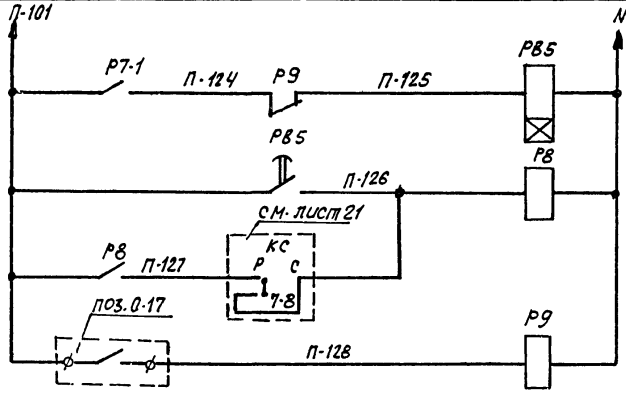 П-101
N
Р7-1
П-124
Р9
П-125
РВ5
РВ5
П-126
Р8
см. лист 21
Р8
П-127
КС
Р
С
7-8
поз. 0-17
П-128
Р9